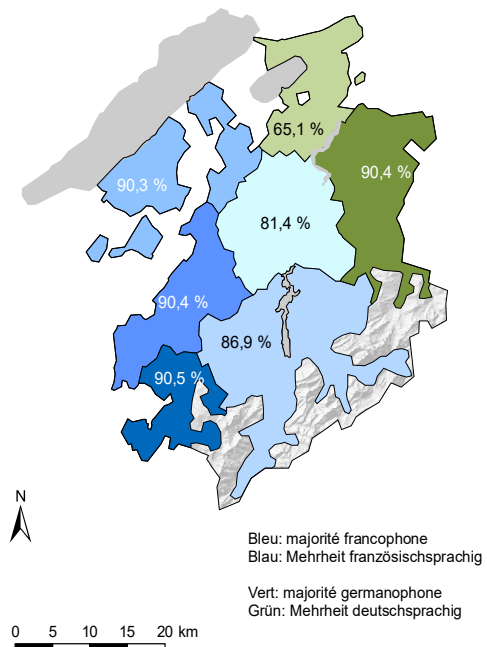 65,1 %
90,3 %
90,4 %
81,4 %
90,4 %
86,9 %
90,5 %
N
Bleu: majorité francophone
Blau: Mehrheit französischsprachig
Vert: majorité germanophone
Grün: Mehrheit deutschsprachig
0 5 10 15 20 km